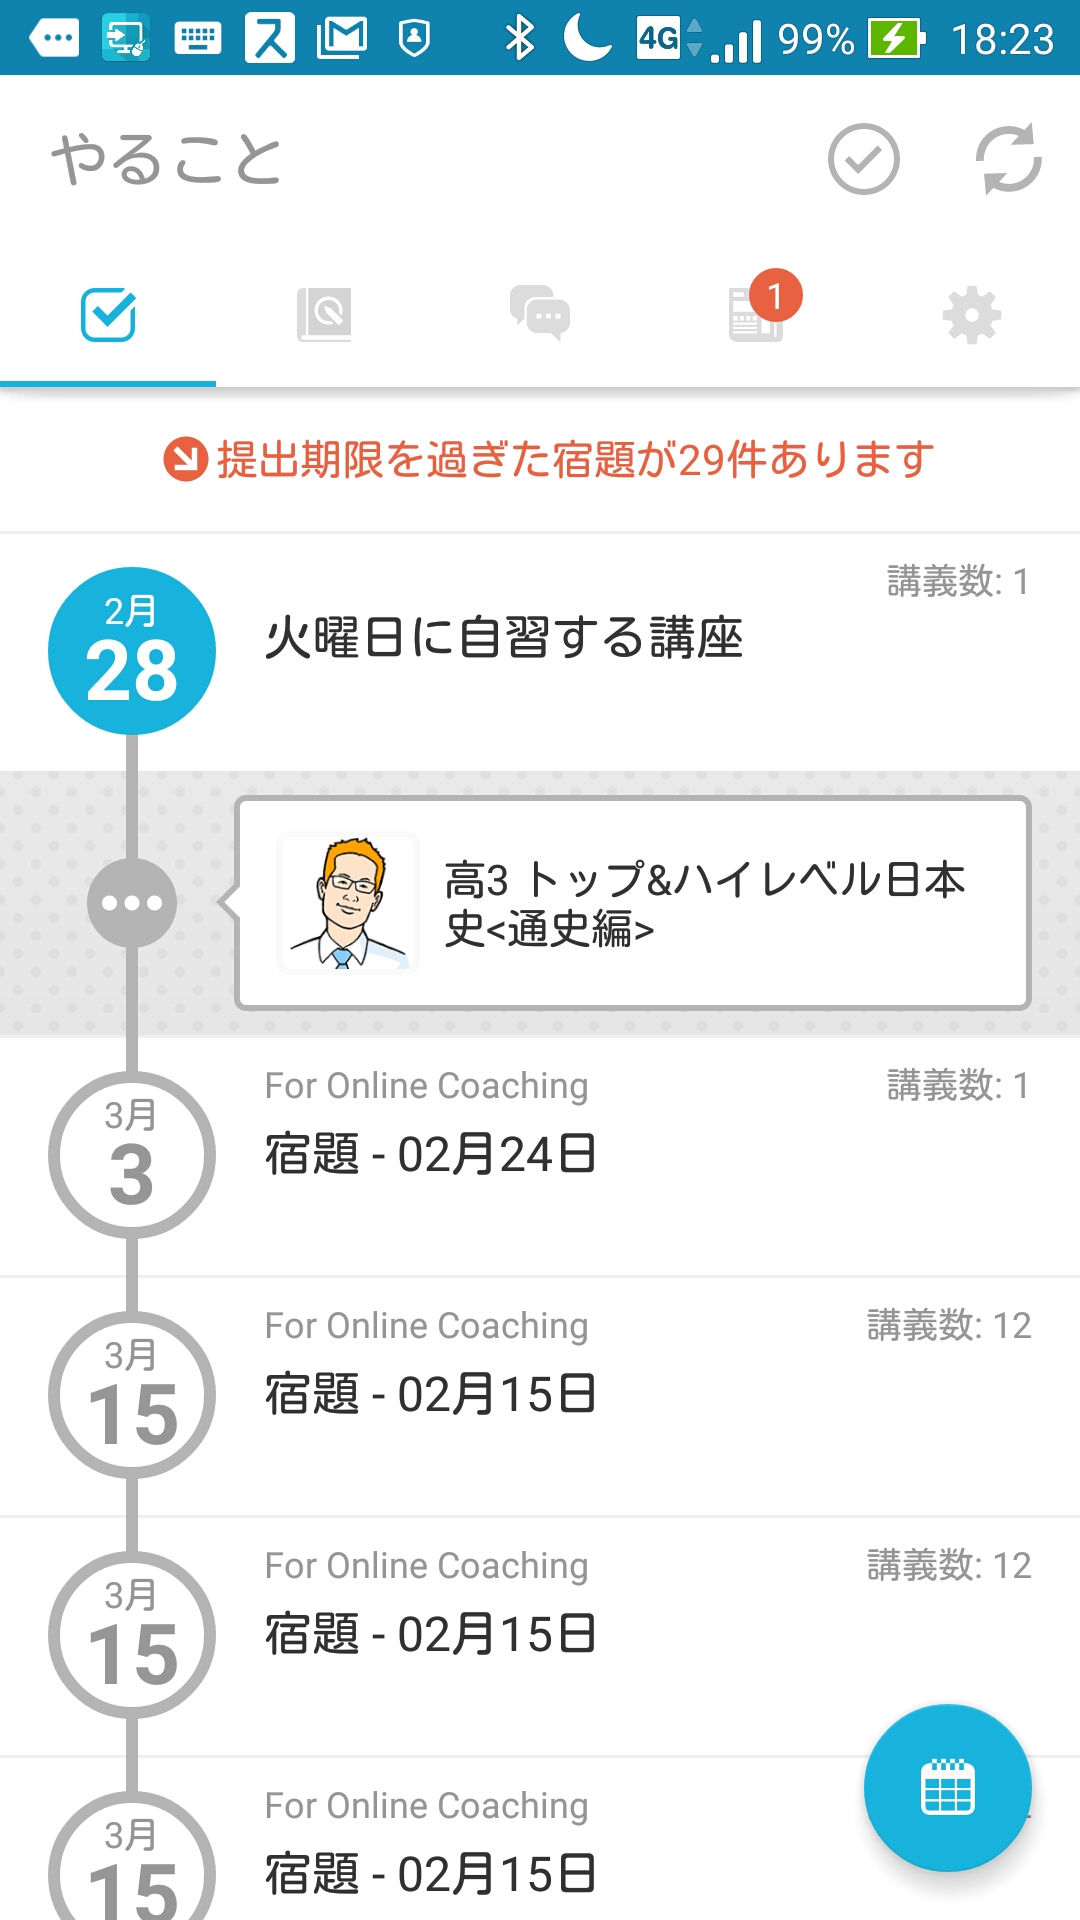 ス
4G
99%
18:23
やること
1
提出期限を過ぎた宿題が29件あります
2月
28
講義数: 1
火曜日に自習する講座
高3 トップ&ハイレベル日本
史<通史編>
3月
3
For Online Coaching
講義数: 1
宿題 - 02月24日
3月
15
For Online Coaching
講義数: 12
宿題 - 02月15日
3月
15
For Online Coaching
講義数: 12
宿題 - 02月15日
3月
15
For Online Coaching
宿題 - 02月15日